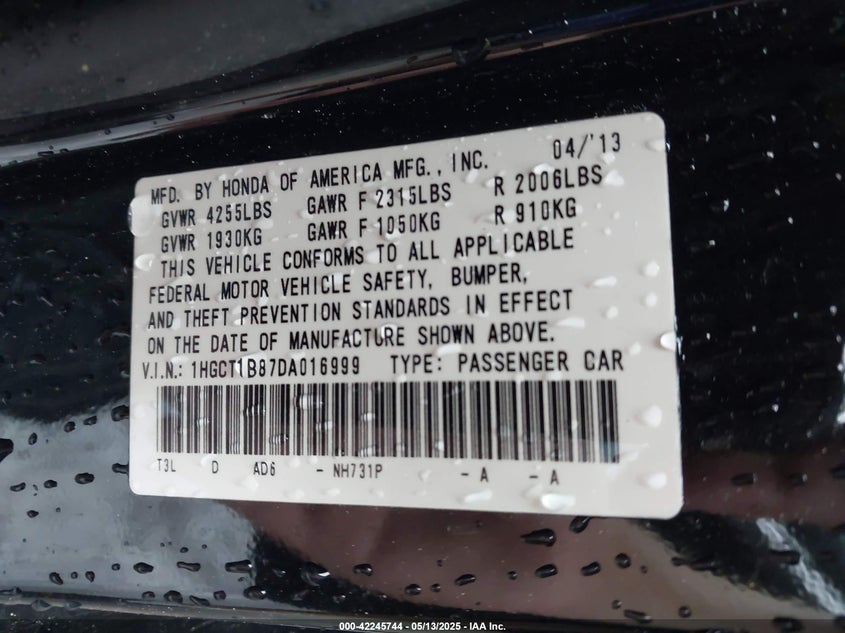 MFD. BY HONDA OF AMERICA MFG., INC. 04/'13
GVWR 4255LBS GAWR F 2315LBS R 2006LBS
GVWR 1930KG GAWR F 1050KG R 910KG
THIS VEHICLE CONFORMS TO ALL APPLICABLE
FEDERAL MOTOR VEHICLE SAFETY, BUMPER,
AND THEFT PREVENTION STANDARDS IN EFFECT
ON THE DATE OF MANUFACTURE SHOWN ABOVE.
V.I.N.: 1HGCT1B87DA016999 TYPE: PASSENGER CAR
T3L D AD6 - NH731P - A - A
000-42245744 - 05/13/2025 - IAA Inc.